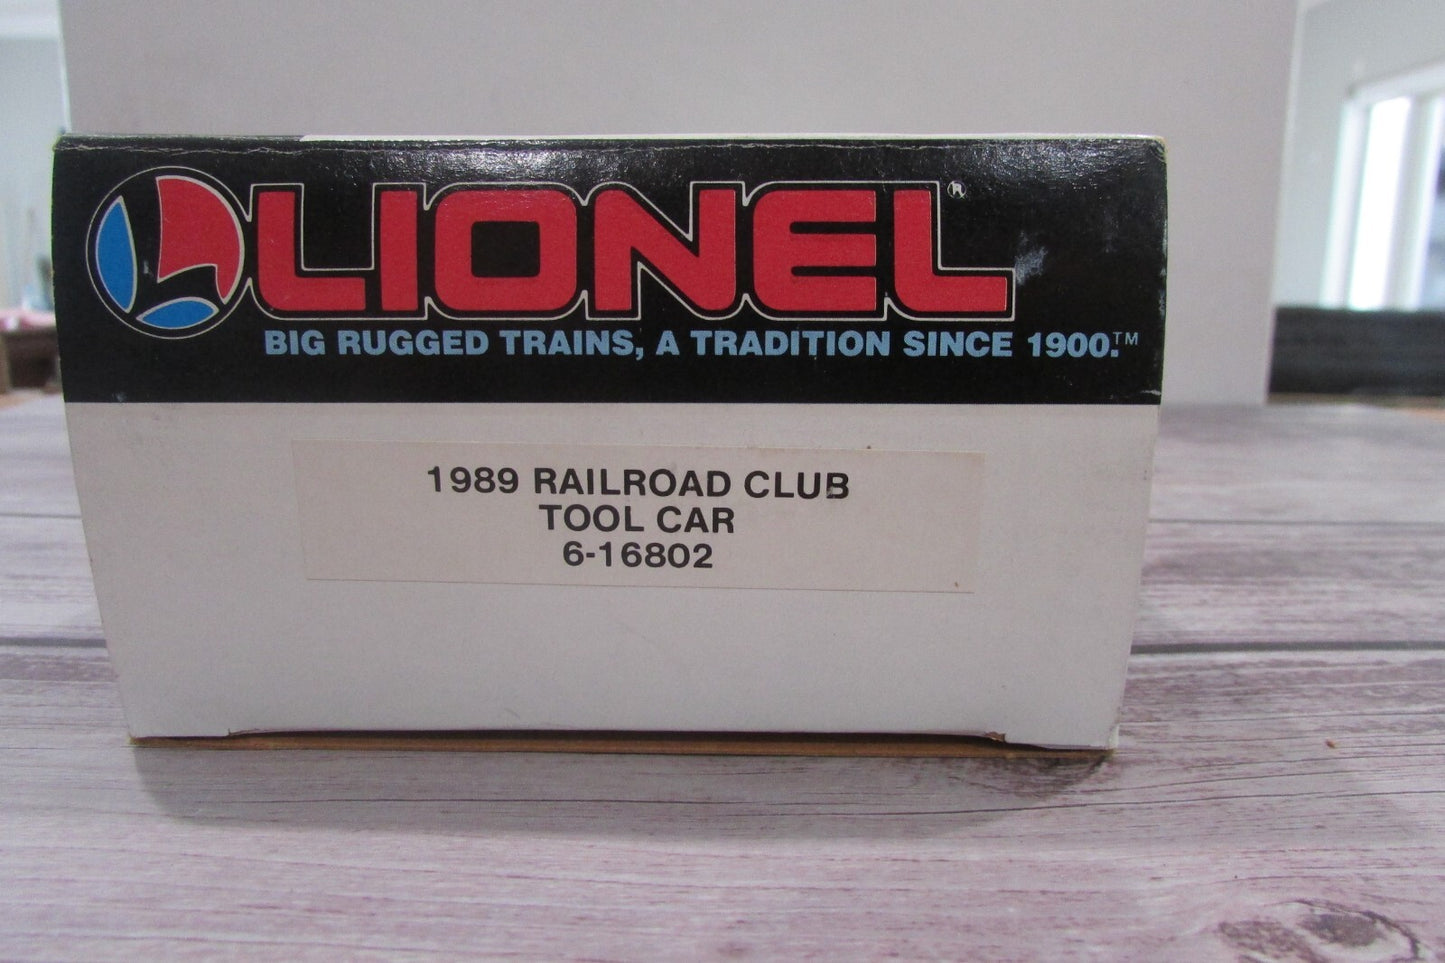 LIONEL®
BIG RUGGED TRAINS, A TRADITION SINCE 1900.™
1989 RAILROAD CLUB
TOOL CAR
6-16802